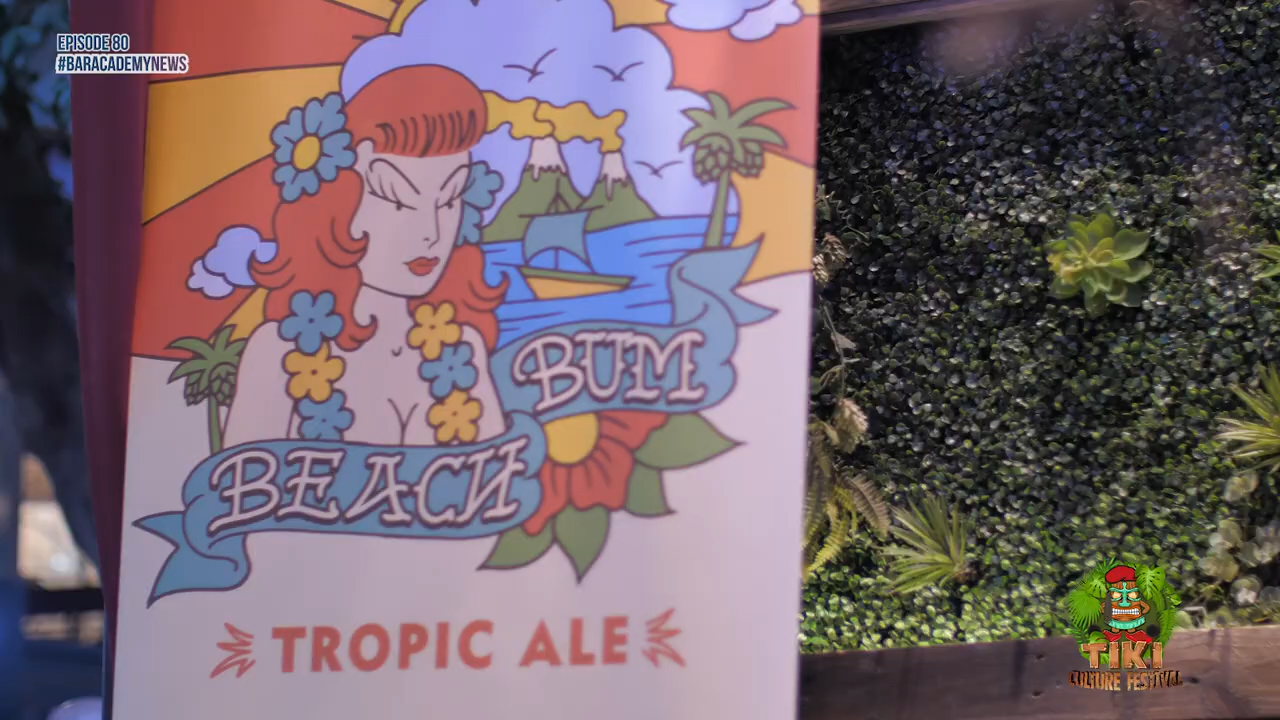 EPISODE 80
#BARACADEMYNEWS
BEACH
BUM
TROPIC ALE
TIKI
CULTURE FESTIVAL